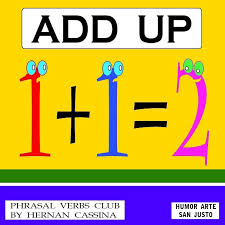 ADD UP
1+1=2
PHRASAL VERBS CLUB
BY HERNAN CASSINA
HUMOR ARTE
SAN JUSTO